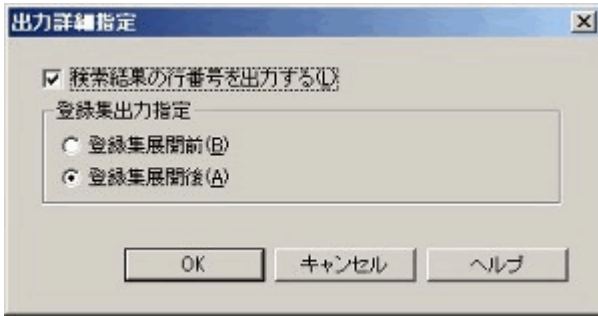 出力詳細指定
検索結果の行番号を出力する(L)
登録集出力指定
登録集展開前(B)
登録集展開後(A)
OK キャンセル ヘルプ